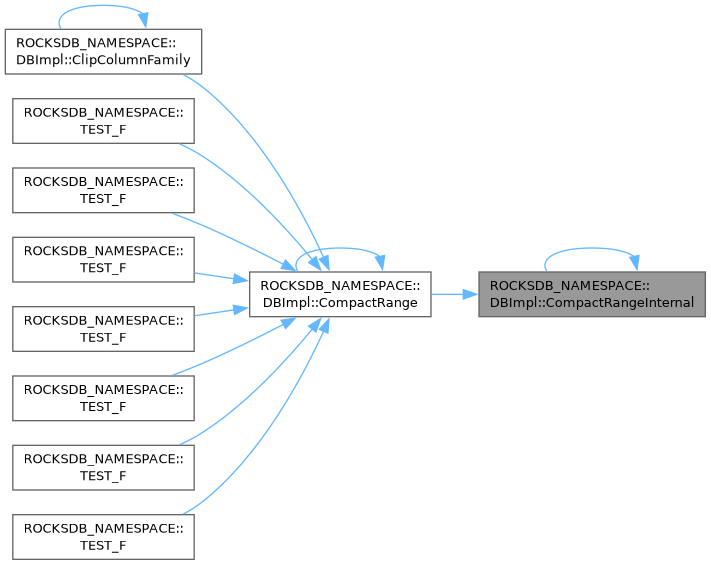 ROCKSDB_NAMESPACE::
DBImpl::ClipColumnFamily
ROCKSDB_NAMESPACE::
TEST_F
ROCKSDB_NAMESPACE::
TEST_F
ROCKSDB_NAMESPACE::
TEST_F
ROCKSDB_NAMESPACE::
TEST_F
ROCKSDB_NAMESPACE::
TEST_F
ROCKSDB_NAMESPACE::
TEST_F
ROCKSDB_NAMESPACE::
TEST_F
ROCKSDB_NAMESPACE::
DBImpl::CompactRange
ROCKSDB_NAMESPACE::
DBImpl::CompactRangeInternal